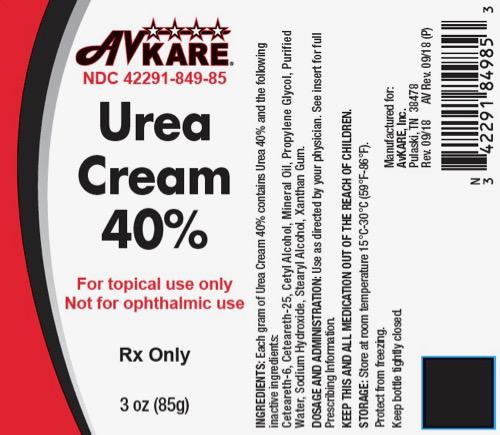 AVKARE®
NDC 42291-849-85
Urea
Cream
40%
For topical use only
Not for ophthalmic use
Rx Only
3 oz (85g)
INGREDIENTS: Each gram of Urea Cream 40% contains Urea 40% and the following
inactive ingredients:
Ceteareth-6, Ceteareth-25, Cetyl Alcohol, Mineral Oil, Propylene Glycol, Purified
Water, Sodium Hydroxide, Stearyl Alcohol, Xanthan Gum.
DOSAGE AND ADMINISTRATION: Use as directed by your physician. See insert for full
Prescribing Information.
KEEP THIS AND ALL MEDICATION OUT OF THE REACH OF CHILDREN.
STORAGE: Store at room temperature 15°C-30°C (59°F-86°F).
Protect from freezing.
Keep bottle tightly closed.
Manufactured for:
AvKARE, Inc.
Pulaski, TN 38478
Rev. 09/18 AV Rev. 09/18 (P)
N 3 42291 84985 3